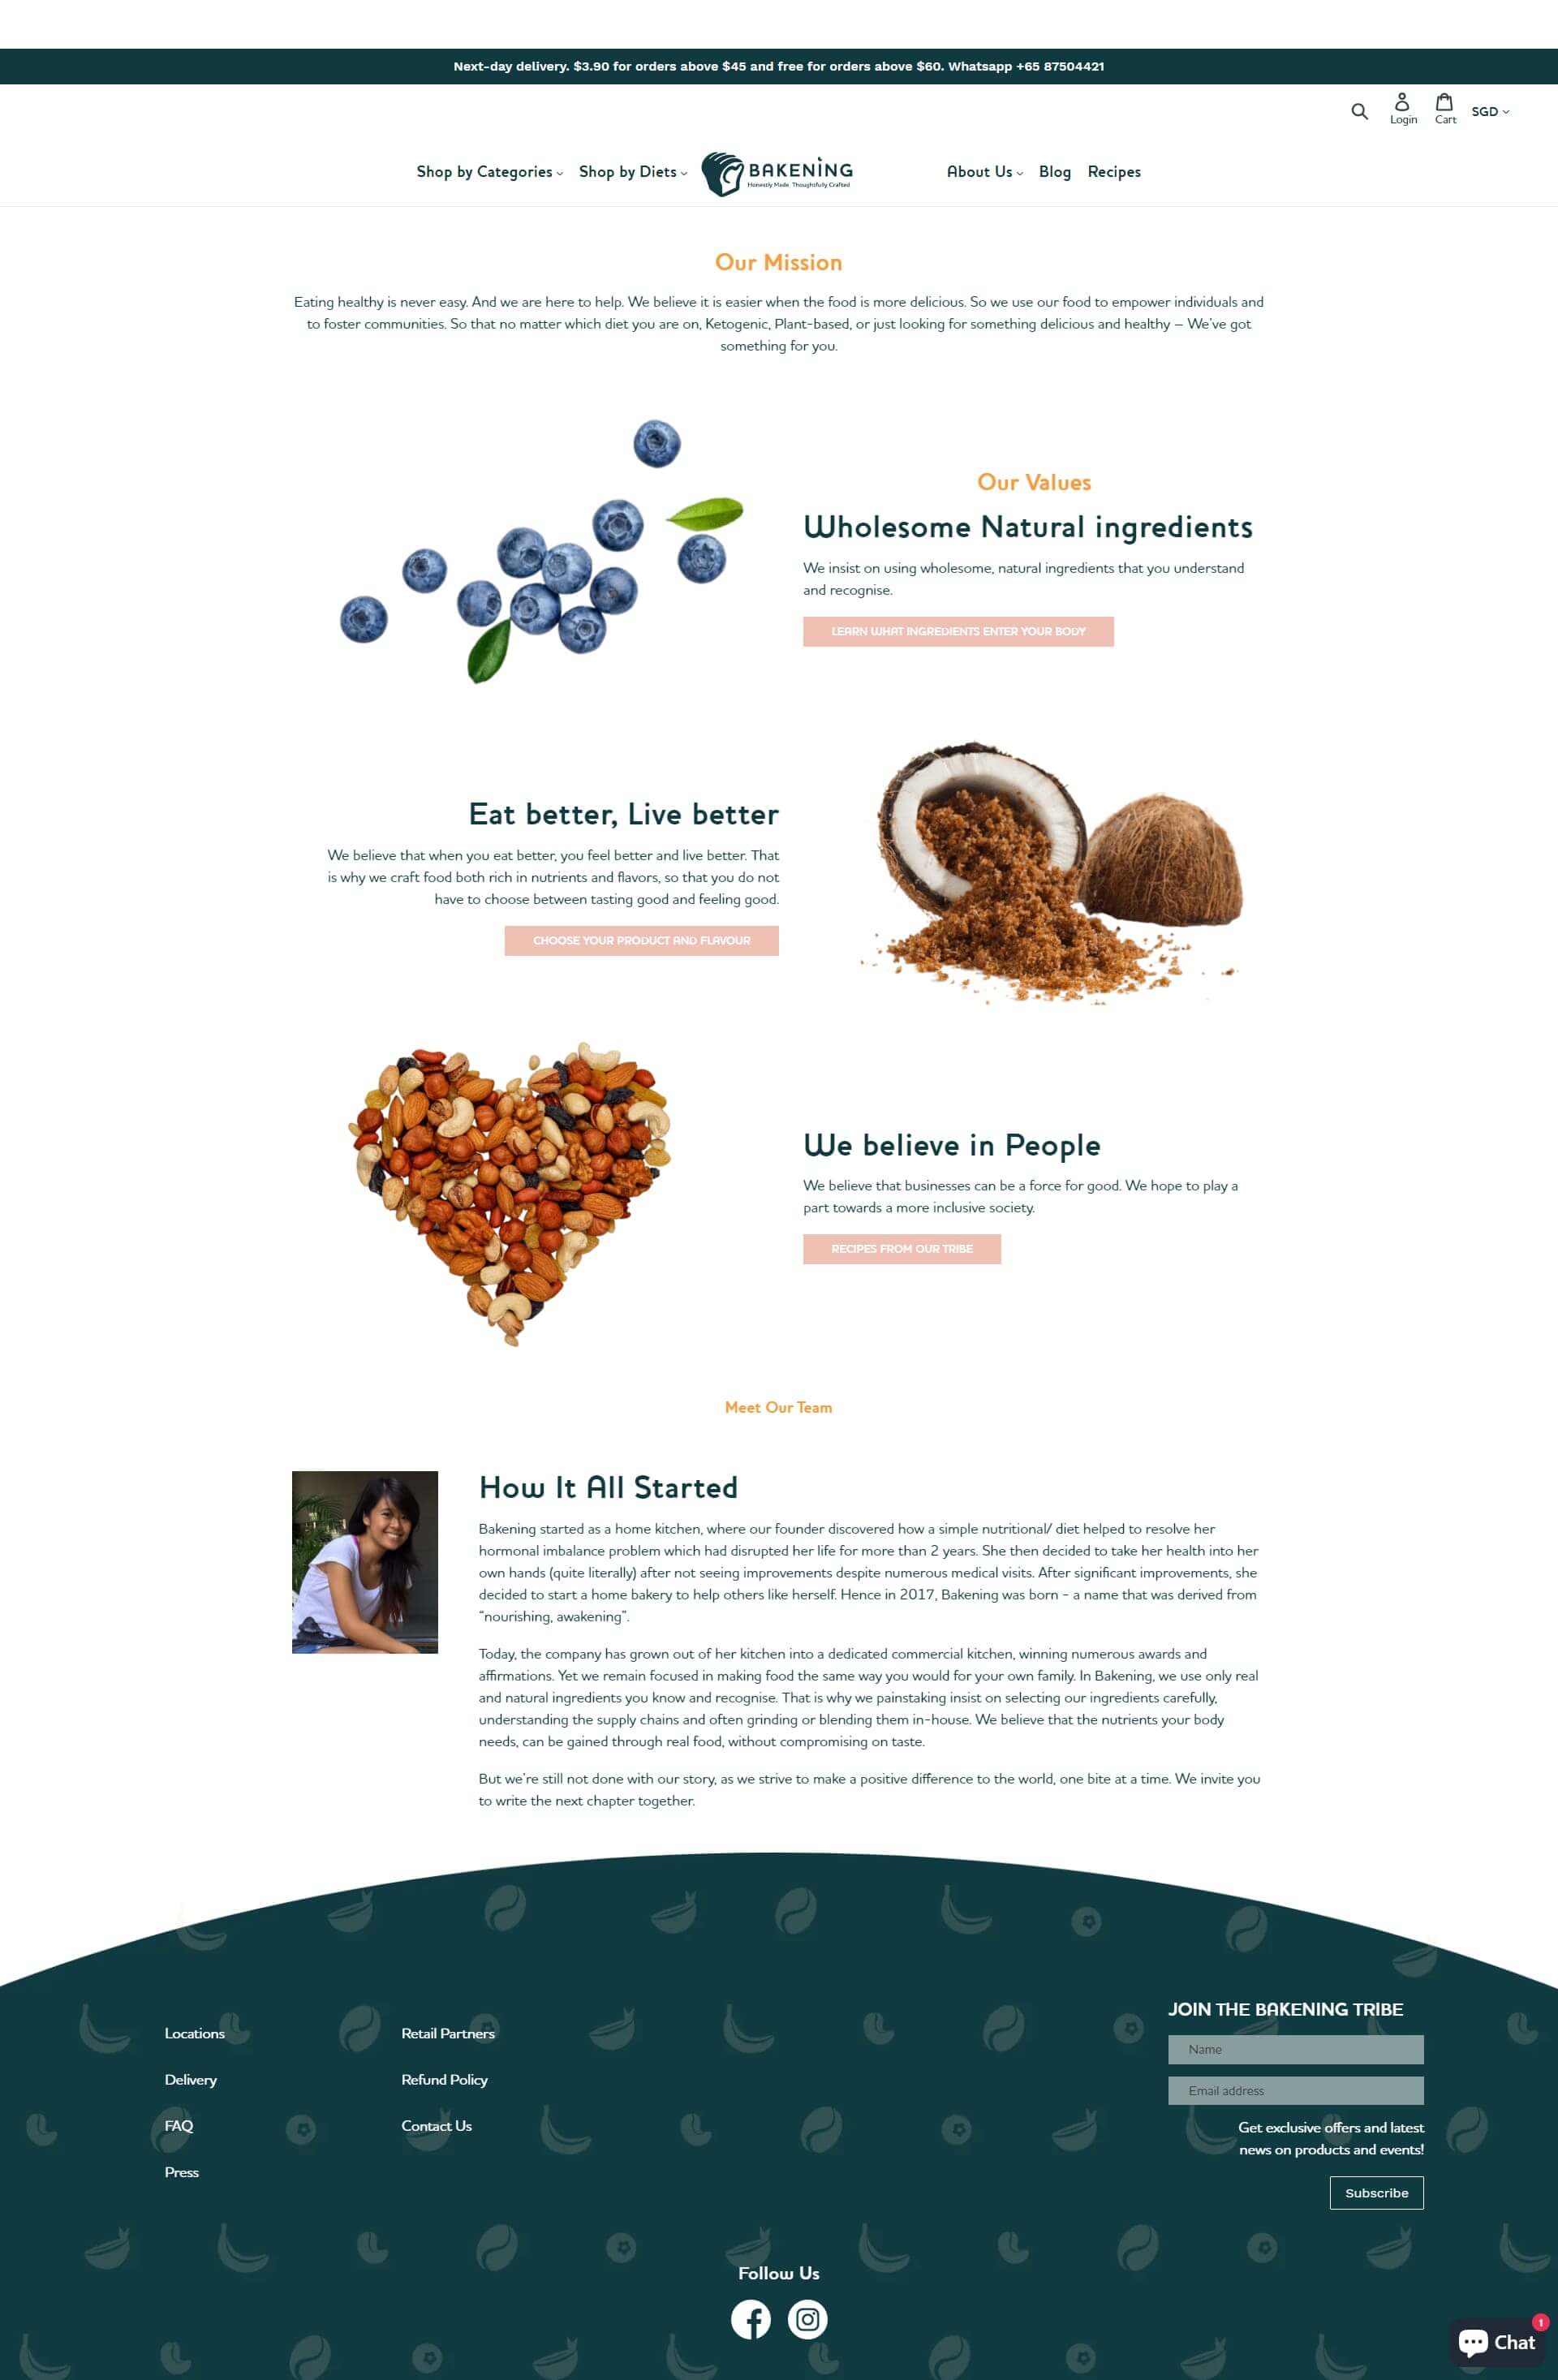 Next-day delivery. $3.90 for orders above $45 and free for orders above $60. Whatsapp +65 87504421
Login
Cart
SGD
Shop by Categories
Shop by Diets
BAKENING
Honestly Made. Thoughtfully Crafted
About Us
Blog
Recipes
Our Mission
Eating healthy is never easy. And we are here to help. We believe it is easier when the food is more delicious. So we use our food to empower individuals and
to foster communities. So that no matter which diet you are on, Ketogenic, Plant-based, or just looking for something delicious and healthy – We've got
something for you.
Our Values
Wholesome Natural ingredients
We insist on using wholesome, natural ingredients that you understand
and recognise.
LEARN WHAT INGREDIENTS ENTER YOUR BODY
Eat better, Live better
We believe that when you eat better, you feel better and live better. That
is why we craft food both rich in nutrients and flavors, so that you do not
have to choose between tasting good and feeling good.
CHOOSE YOUR PRODUCT AND FLAVOUR
We believe in People
We believe that businesses can be a force for good. We hope to play a
part towards a more inclusive society.
RECIPES FROM OUR TRIBE
Meet Our Team
How It All Started
Bakening started as a home kitchen, where our founder discovered how a simple nutritional/ diet helped to resolve her
hormonal imbalance problem which had disrupted her life for more than 2 years. She then decided to take her health into her
own hands (quite literally) after not seeing improvements despite numerous medical visits. After significant improvements, she
decided to start a home bakery to help others like herself. Hence in 2017, Bakening was born - a name that was derived from
“nourishing, awakening”.
Today, the company has grown out of her kitchen into a dedicated commercial kitchen, winning numerous awards and
affirmations. Yet we remain focused in making food the same way you would for your own family. In Bakening, we use only real
and natural ingredients you know and recognise. That is why we painstaking insist on selecting our ingredients carefully,
understanding the supply chains and often grinding or blending them in-house. We believe that the nutrients your body
needs, can be gained through real food, without compromising on taste.
But we're still not done with our story, as we strive to make a positive difference to the world, one bite at a time. We invite you
to write the next chapter together.
Locations
Delivery
FAQ
Press
Retail Partners
Refund Policy
Contact Us
JOIN THE BAKENING TRIBE
Name
Email address
Get exclusive offers and latest
news on products and events!
Subscribe
Follow Us
1
Chat